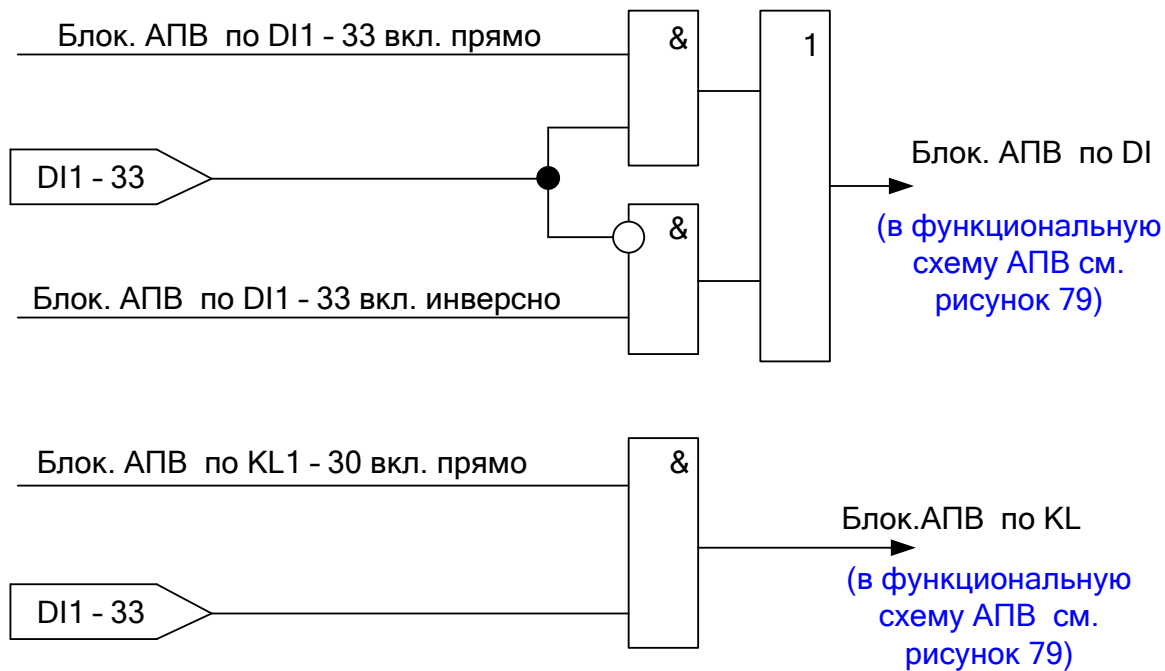 Блок. АПВ по DI1 - 33 вкл. прямо
&
1
DI1 - 33
Блок. АПВ по DI
(в функциональную
схему АПВ см.
рисунок 79)
&
Блок. АПВ по DI1 - 33 вкл. инверсно
Блок. АПВ по KL1 - 30 вкл. прямо
&
Блок.АПВ по KL
(в функциональную
схему АПВ см.
рисунок 79)
DI1 - 33